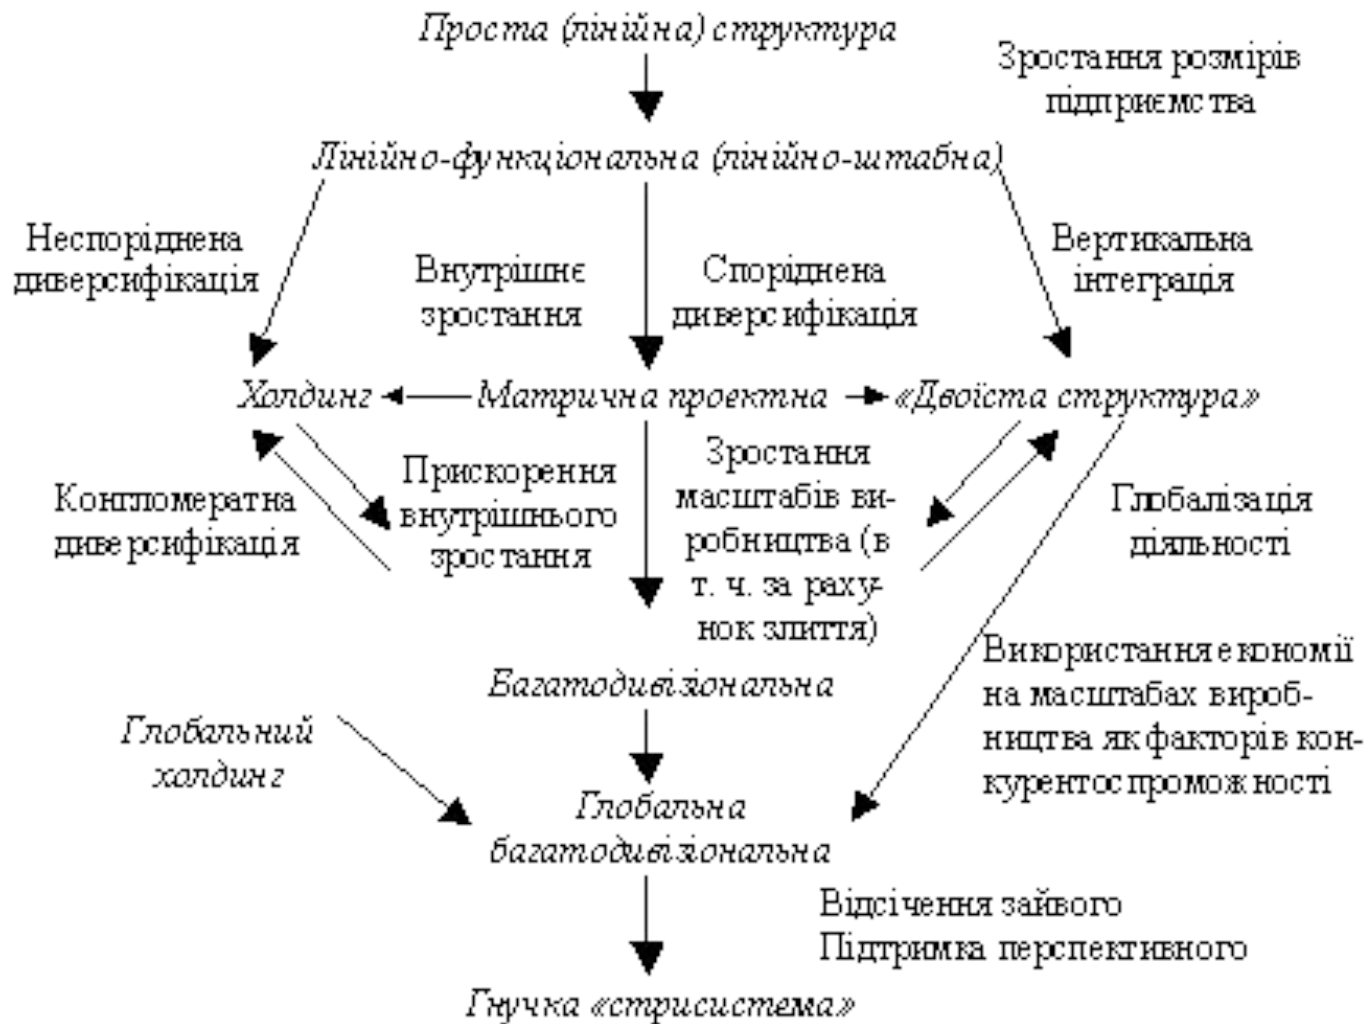 Проста (лінійна) структура
Зростання розмірів
підприємства
Лінійно-функціональна (лінійно-штабна)
Неспоріднена
диверсифікація
Внутрішнє
зростання
Споріднена
диверсифікація
Вертикальна
інтеграція
Холдинг
Матрична проектна
«Двоїста структура»
Конгломератна
диверсифікація
Прискорення
внутрішнього
зростання
Зростання
масштабів ви-
робництва (в
т. ч. за раху-
нок злиття)
Глобалізація
діяльності
Використання економії
на масштабах вироб-
ництва як факторів кон-
курентоспроможності
Багатодивізіональна
Глобальний
холдинг
Глобальна
багатодивізіональна
Відсічення зайвого
Підтримка перспективного
Гнучка «стрисистема»